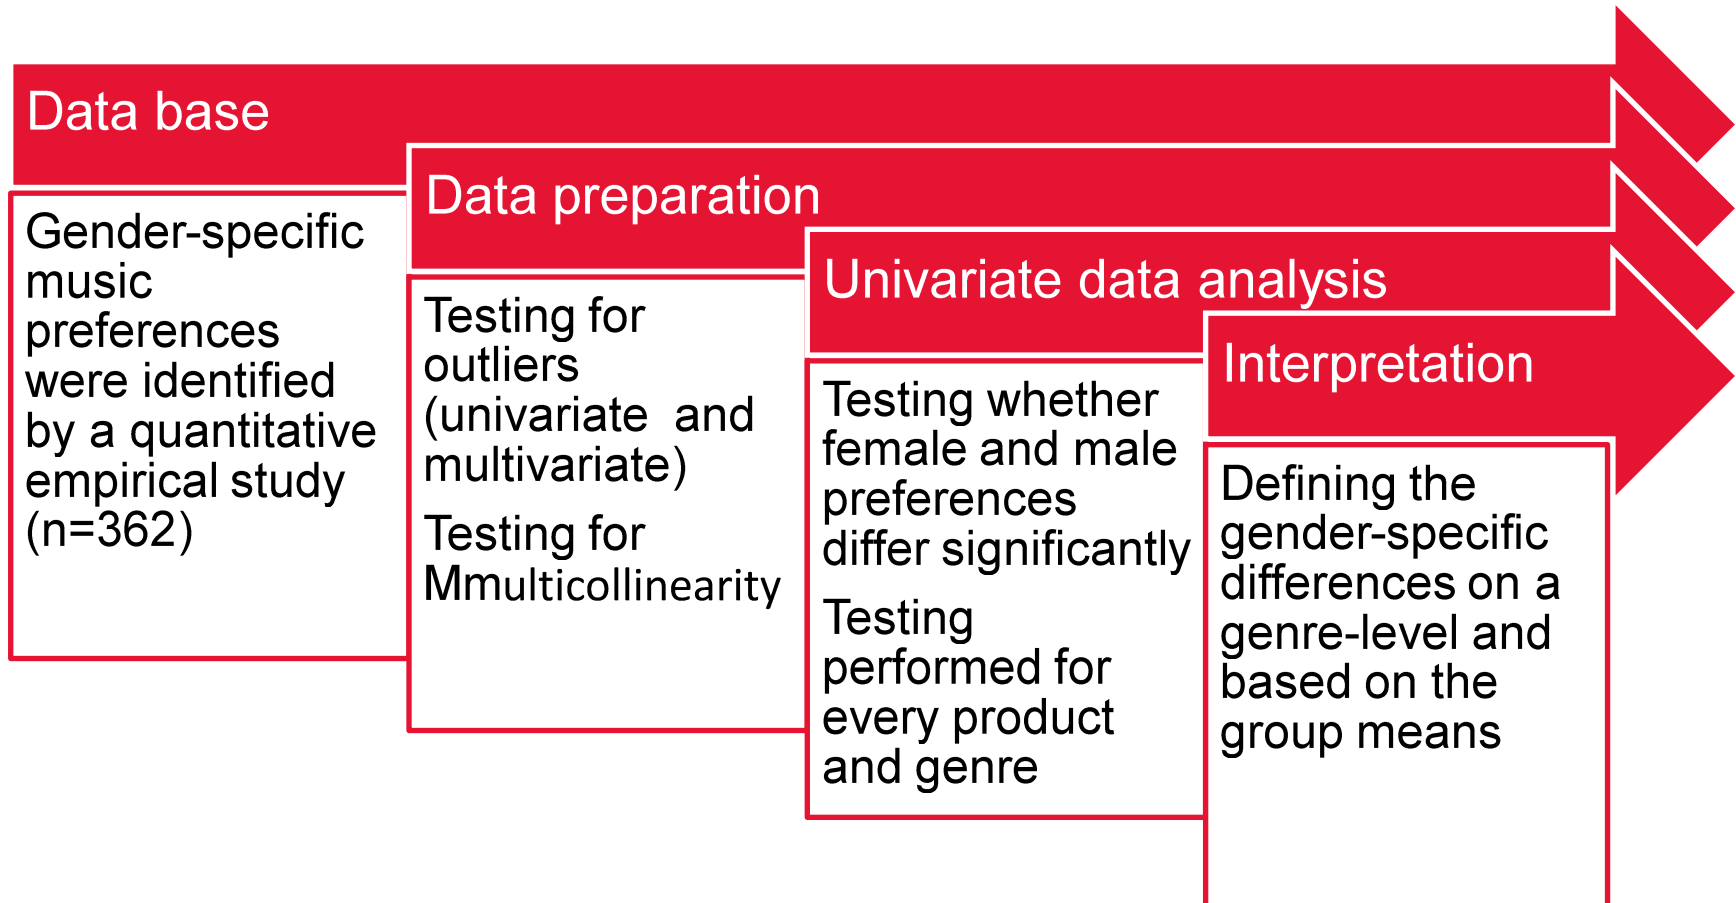 Data base
Gender-specific
music
preferences
were identified
by a quantitative
empirical study
(n=362)
Data preparation
Testing for
outliers
(univariate  and
multivariate)
Testing for
Mmulticollinearity
Univariate data analysis
Testing whether
female and male
preferences
differ significantly
Testing
performed for
every product
and genre
Interpretation
Defining the
gender-specific
differences on a
genre-level and
based on the
group means